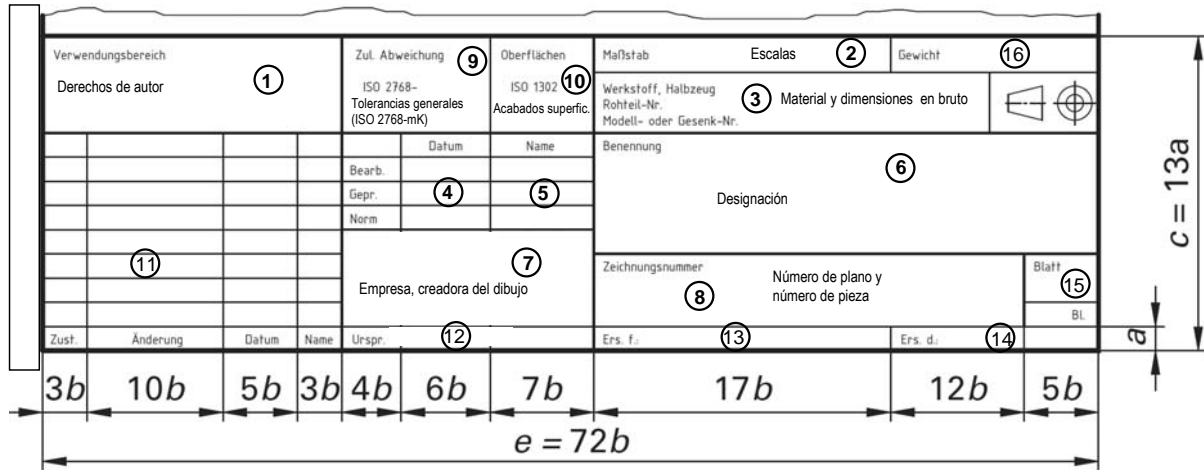 Verwendungsbereich
Derechos de autor
1
Zul. Abweichung
9
ISO 2768-
Tolerancias generales
(ISO 2768-mK)
Oberflächen
10
ISO 1302
Acabados superfic.
Maßstab
Escalas
2
Gewicht
16
Werkstoff, Halbzeug
Rohteil-Nr.
Modell- oder Gesenk-Nr.
3
Material y dimensiones en bruto
Datum
Name
Bearb.
Gepr.
4
5
Norm
Benennung
6
Designación
11
7
Empresa, creadora del dibujo
Zeichnungsnummer
8
Número de plano y
número de pieza
Blatt
15
Bl.
Zust.
Änderung
Datum
Name
Urspr.
12
Ers. f.:
13
Ers. d.:
14
c = 13a
a
3b
10b
5b
3b
4b
6b
7b
17b
12b
5b
e = 72b